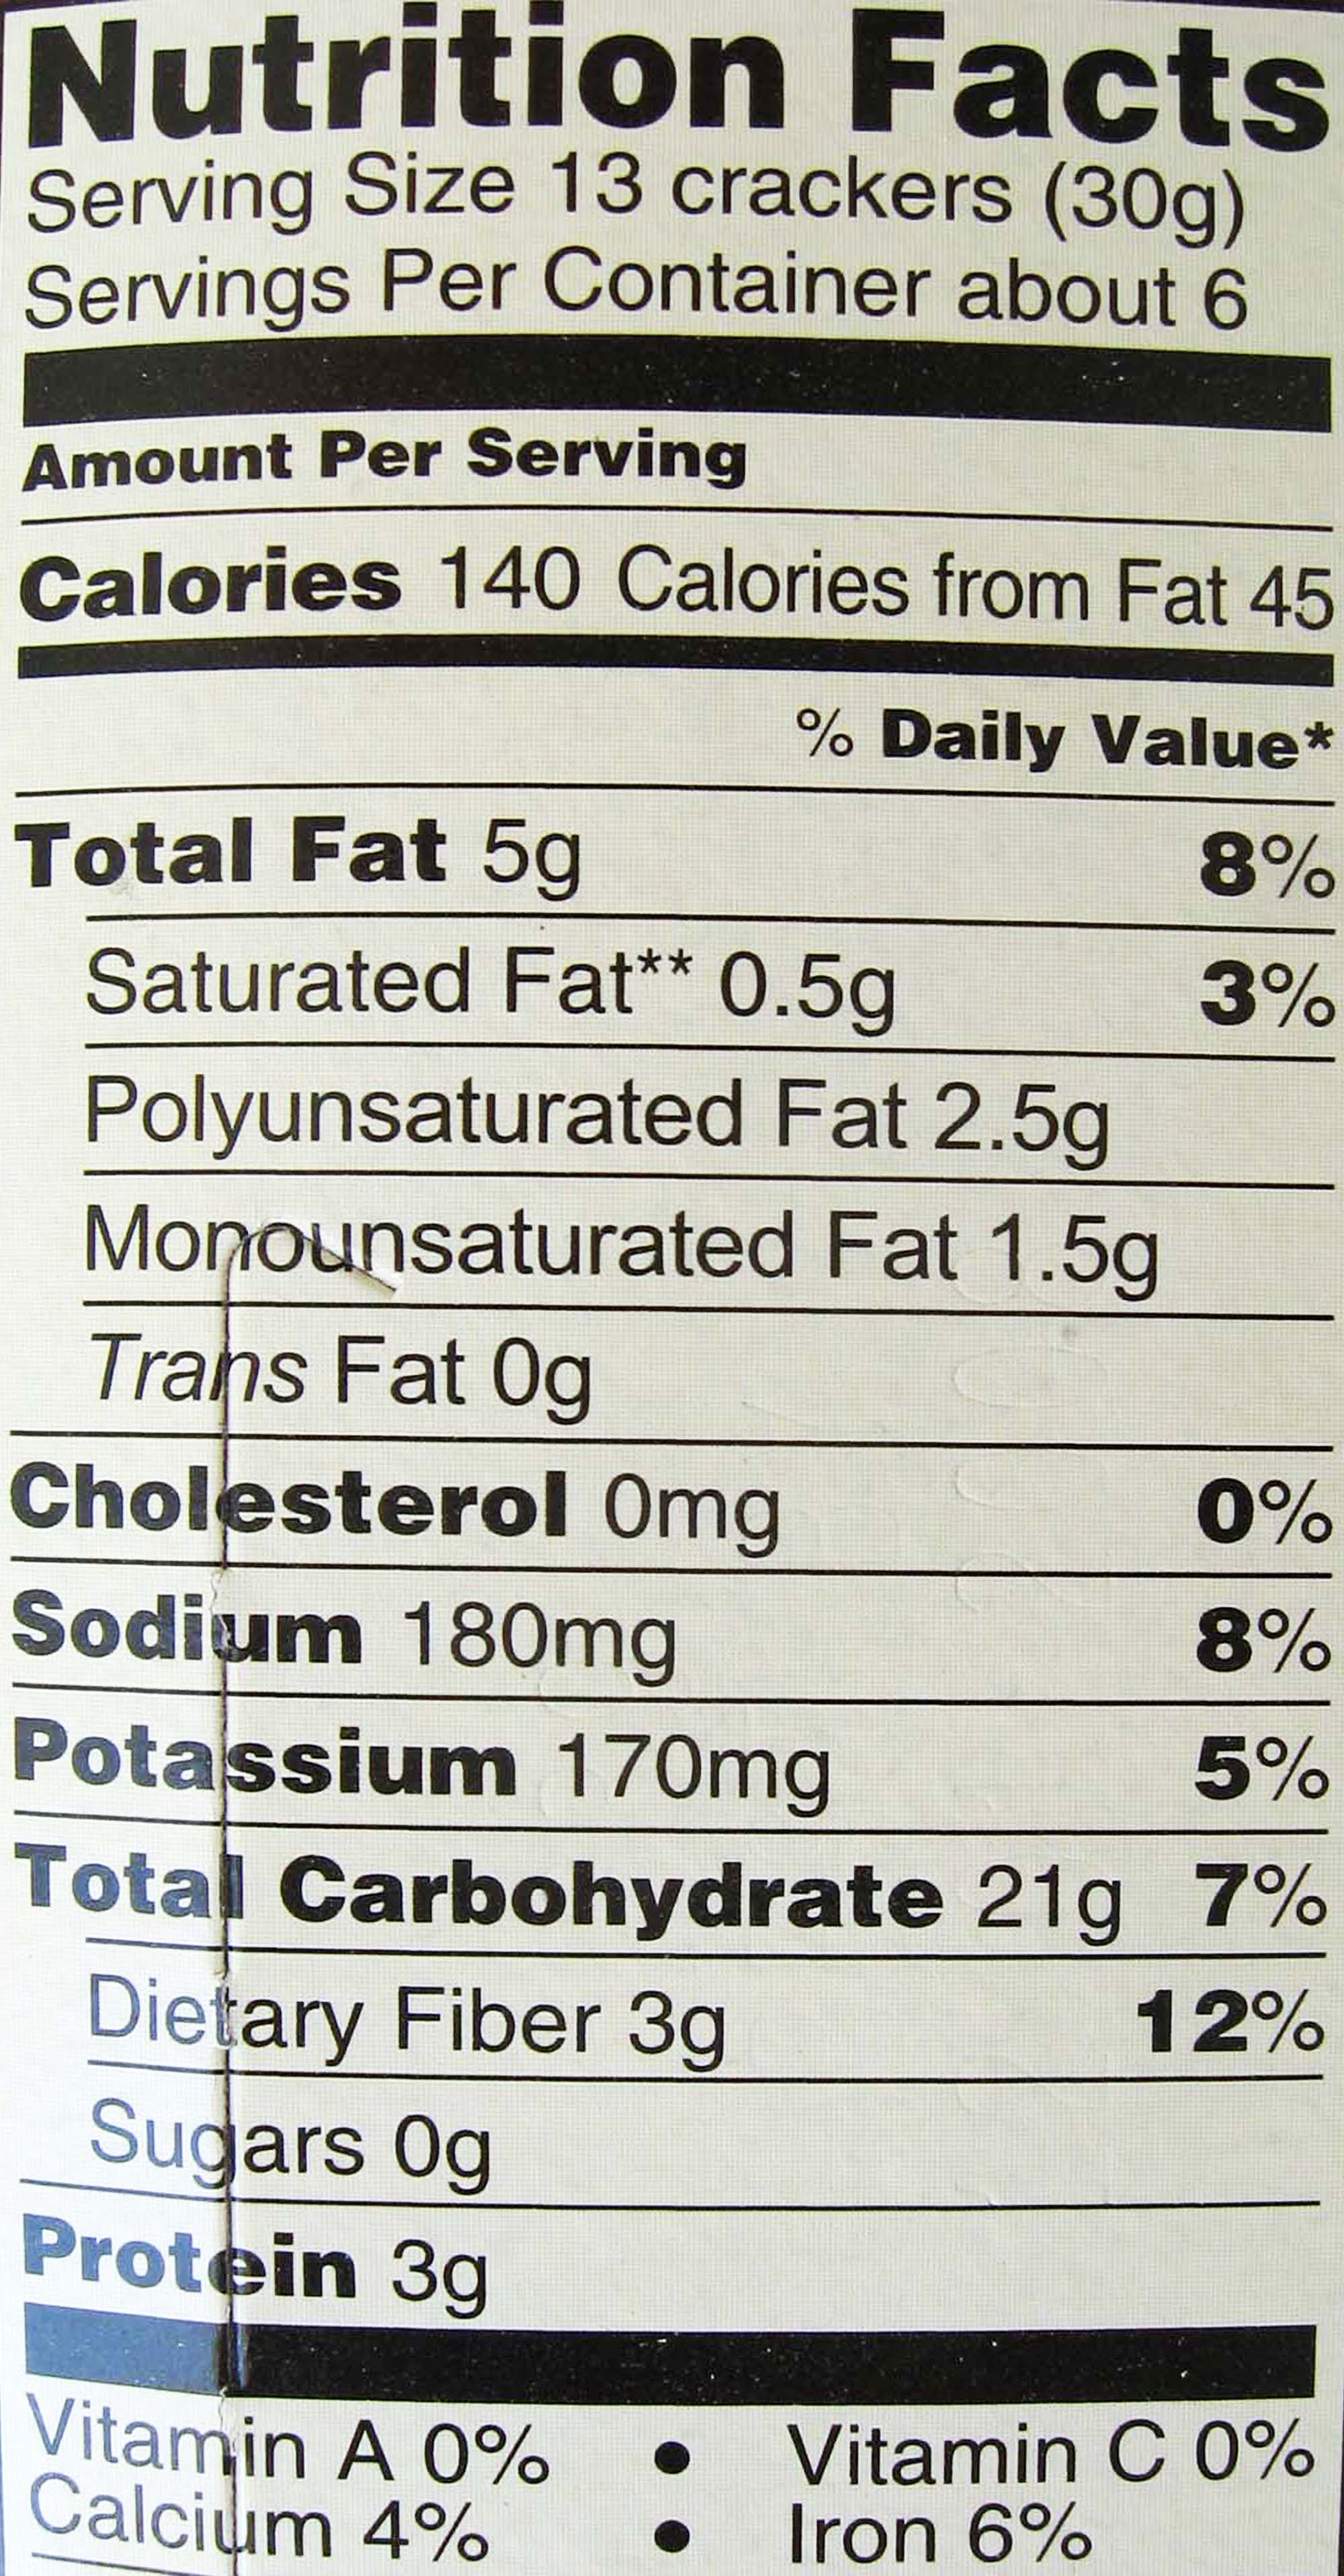 Nutrition Facts
Serving Size 13 crackers (30g)
Servings Per Container about 6
Amount Per Serving
Calories 140 Calories from Fat 45
% Daily Value*
Total Fat 5g 8%
Saturated Fat** 0.5g 3%
Polyunsaturated Fat 2.5g
Monounsaturated Fat 1.5g
Trans Fat 0g
Cholesterol 0mg 0%
Sodium 180mg 8%
Potassium 170mg 5%
Total Carbohydrate 21g 7%
Dietary Fiber 3g 12%
Sugars 0g
Protein 3g
Vitamin A 0% • Vitamin C 0%
Calcium 4% • Iron 6%